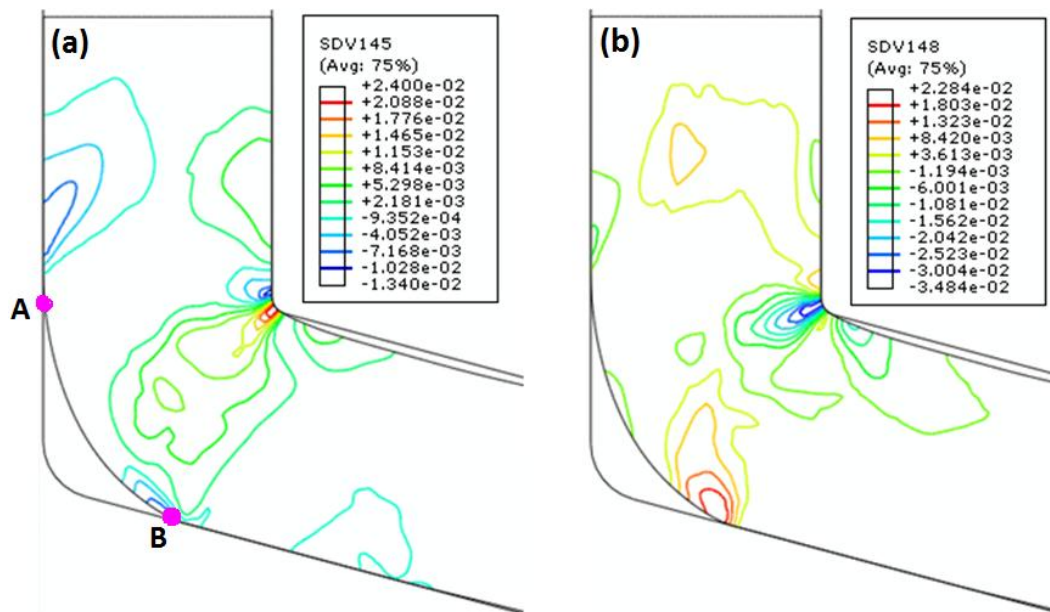 (a)
SDV145
(Avg: 75%)
+2.400e-02
+2.088e-02
+1.776e-02
+1.465e-02
+1.153e-02
+8.414e-03
+5.298e-03
+2.181e-03
-9.352e-04
-4.052e-03
-7.168e-03
-1.028e-02
-1.340e-02
A
B
(b)
SDV148
(Avg: 75%)
+2.284e-02
+1.803e-02
+1.323e-02
+8.420e-03
+3.613e-03
-1.194e-03
-6.001e-03
-1.081e-02
-1.562e-02
-2.042e-02
-2.523e-02
-3.004e-02
-3.484e-02